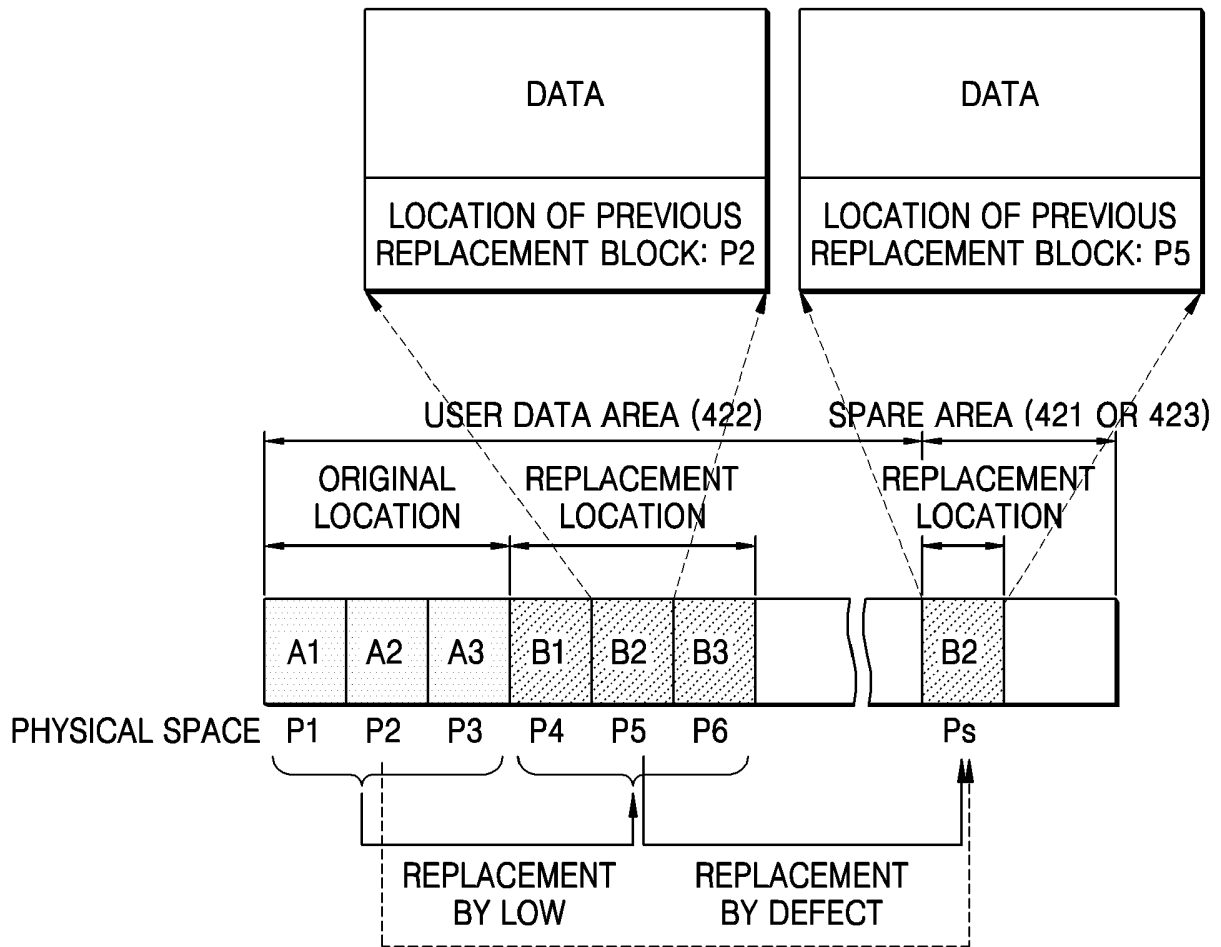 DATA
LOCATION OF PREVIOUS
REPLACEMENT BLOCK: P2
DATA
LOCATION OF PREVIOUS
REPLACEMENT BLOCK: P5
USER DATA AREA (422)
SPARE AREA (421 OR 423)
ORIGINAL
LOCATION
REPLACEMENT
LOCATION
REPLACEMENT
LOCATION
A1 A2 A3 B1 B2 B3 B2
PHYSICAL SPACE P1 P2 P3 P4 P5 P6 Ps
REPLACEMENT
BY LOW
REPLACEMENT
BY DEFECT